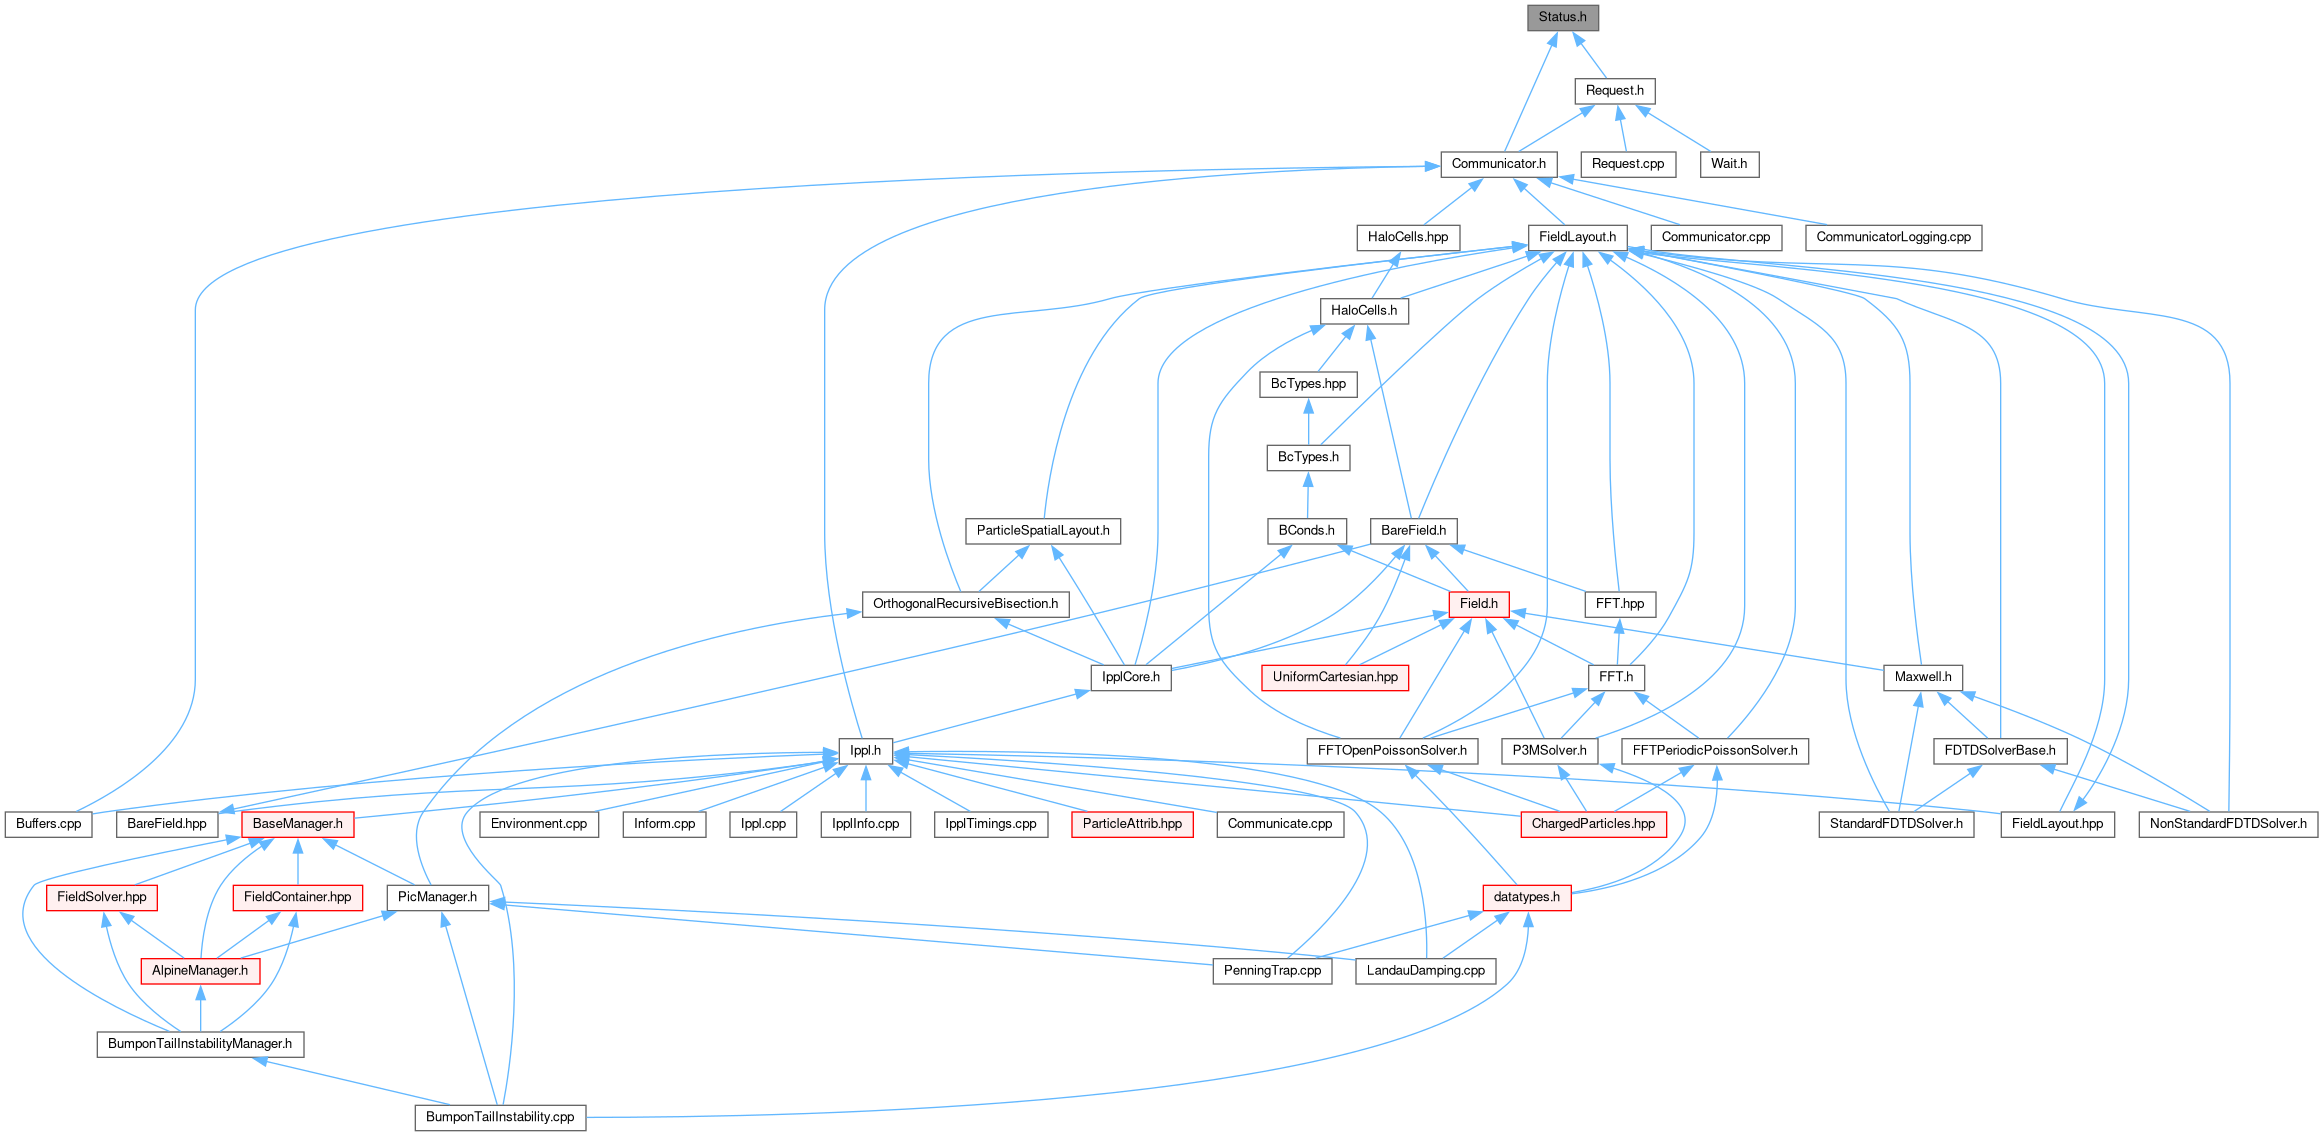 Status.h
Request.h
Communicator.h
Request.cpp
Wait.h
HaloCells.hpp
FieldLayout.h
Communicator.cpp
CommunicatorLogging.cpp
HaloCells.h
BcTypes.hpp
BcTypes.h
ParticleSpatialLayout.h
BConds.h
BareField.h
OrthogonalRecursiveBisection.h
Field.h
FFT.hpp
IpplCore.h
UniformCartesian.hpp
FFT.h
Maxwell.h
Ippl.h
FFTOpenPoissonSolver.h
P3MSolver.h
FFTPeriodicPoissonSolver.h
FDTDSolverBase.h
Buffers.cpp
BareField.hpp
BaseManager.h
Environment.cpp
Inform.cpp
Ippl.cpp
IpplInfo.cpp
IpplTimings.cpp
ParticleAttrib.hpp
Communicate.cpp
ChargedParticles.hpp
StandardFDTDSolver.h
FieldLayout.hpp
NonStandardFDTDSolver.h
FieldSolver.hpp
FieldContainer.hpp
PicManager.h
datatypes.h
AlpineManager.h
PenningTrap.cpp
LandauDamping.cpp
BumponTailInstabilityManager.h
BumponTailInstability.cpp